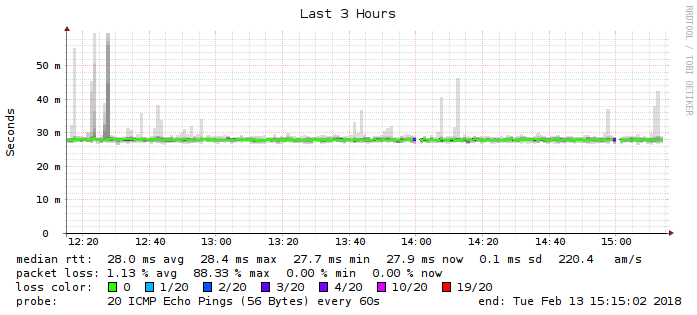 Last 3 Hours
RRDTOOL / TOBI OETIKER
Seconds
50 m
40 m
30 m
20 m
10 m
0
12:20 12:40 13:00 13:20 13:40 14:00 14:20 14:40 15:00
median rtt: 28.0 ms avg 28.4 ms max 27.7 ms min 27.9 ms now 0.1 ms sd 220.4 am/s
packet loss: 1.13 % avg 88.33 % max 0.00 % min 0.00 % now
loss color: 0 1/20 2/20 3/20 4/20 10/20 19/20
probe: 20 ICMP Echo Pings (56 Bytes) every 60s end: Tue Feb 13 15:15:02 2018